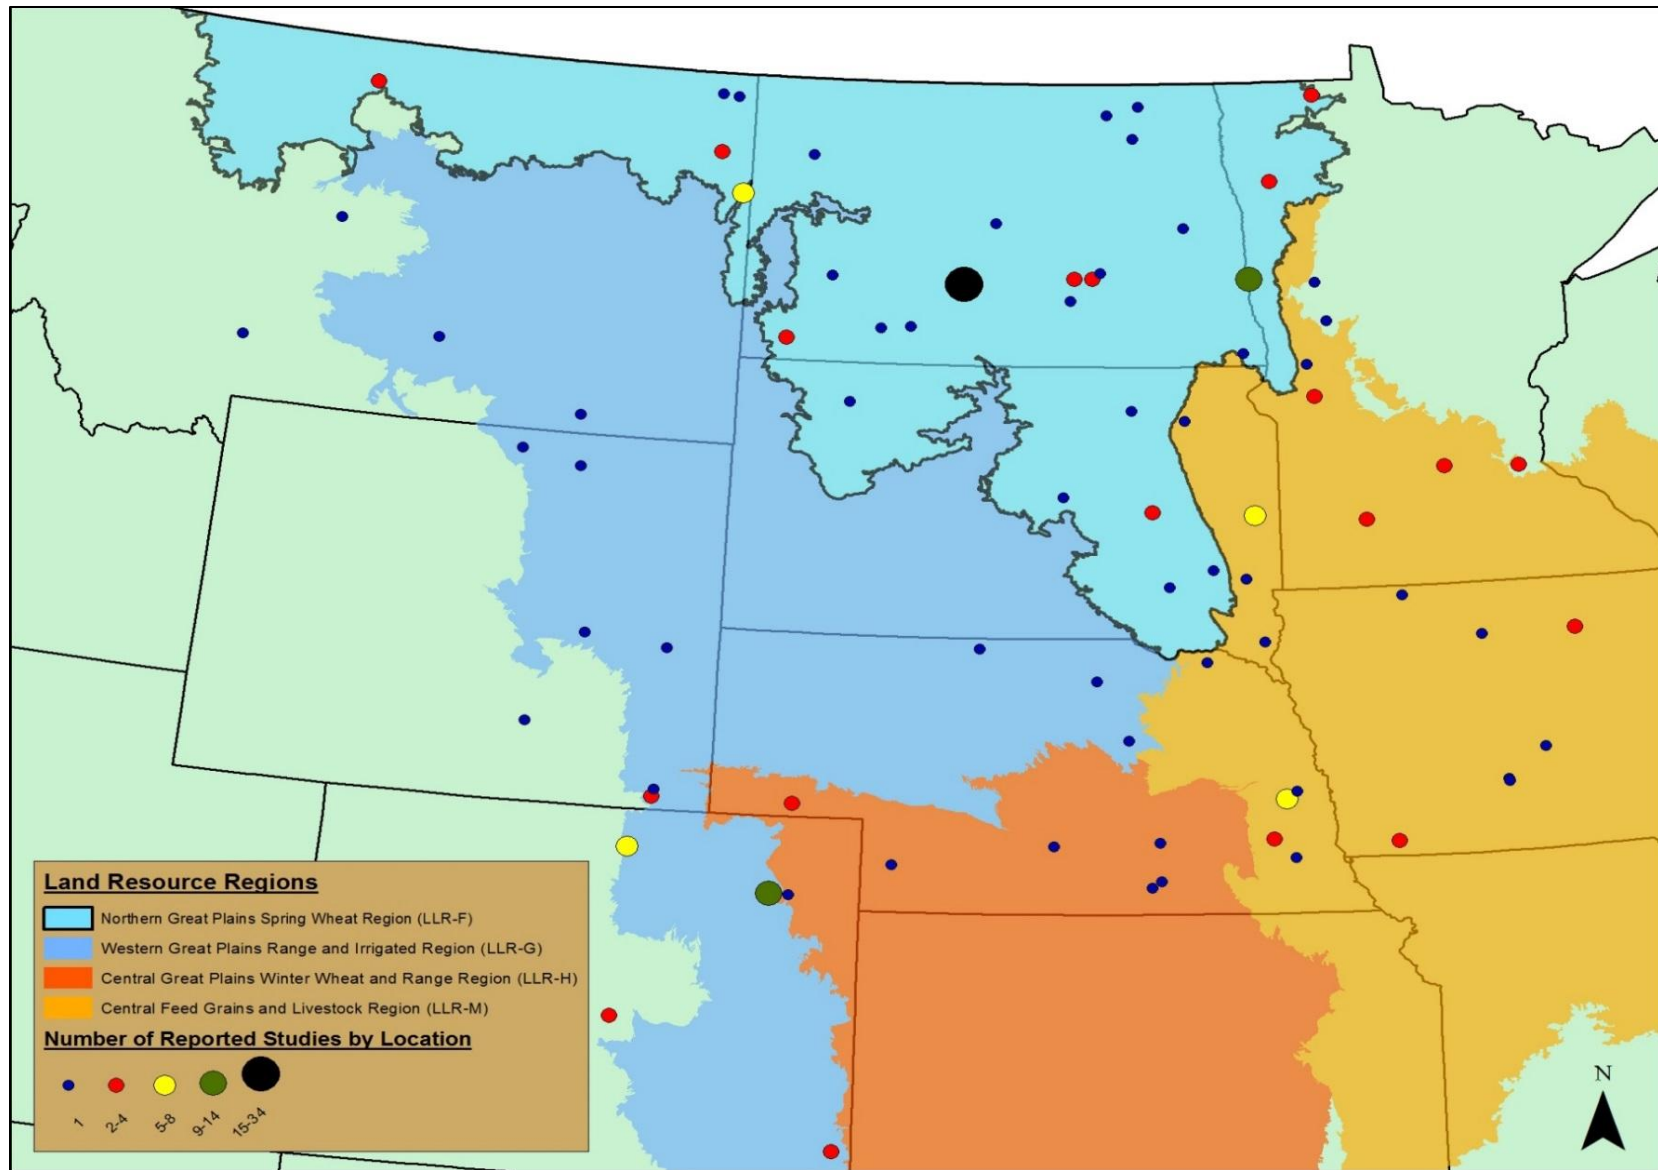 Land Resource Regions
Northern Great Plains Spring Wheat Region (LLR-F)
Western Great Plains Range and Irrigated Region (LLR-G)
Central Great Plains Winter Wheat and Range Region (LLR-H)
Central Feed Grains and Livestock Region (LLR-M)
Number of Reported Studies by Location
1 2-4 5-8 9-14 15-34
N